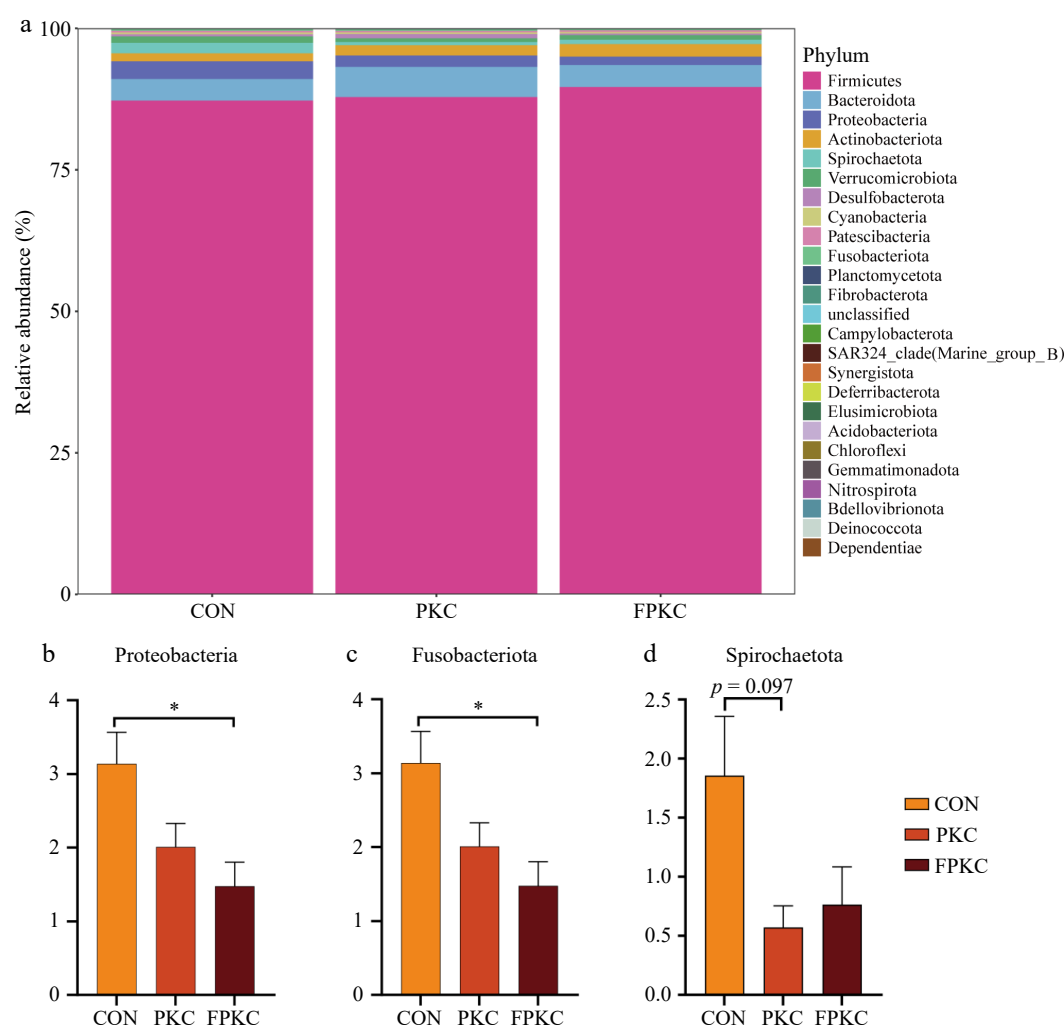 a
100
75
50
25
0
Relative abundance (%)
CON PKC FPKC
Phylum
Firmicutes
Bacteroidota
Proteobacteria
Actinobacteriota
Spirochaetota
Verrucomicrobiota
Desulfobacterota
Cyanobacteria
Patescibacteria
Fusobacteriota
Planctomycetota
Fibrobacterota
unclassified
Campylobacterota
SAR324_clade(Marine_group_B)
Synergistota
Deferribacterota
Elusimicrobiota
Acidobacteriota
Chloroflexi
Gemmatimonadota
Nitrospirota
Bdellovibrionota
Deinococcota
Dependentiae
b Proteobacteria
*
4
3
2
1
0
CON PKC FPKC
c Fusobacteriota
*
4
3
2
1
0
CON PKC FPKC
d Spirochaetota
p = 0.097
2.5
2.0
1.5
1.0
0.5
0.0
CON PKC FPKC
CON
PKC
FPKC